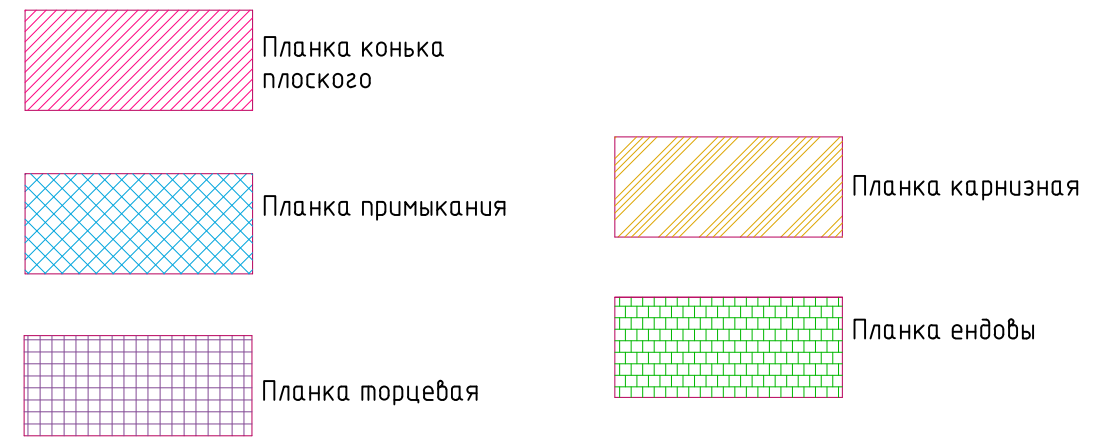 Планка конька
плоского
Планка примыкания
Планка торцевая
Планка карнизная
Планка ендовы